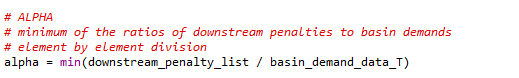 # ALPHA
# minimum of the ratios of downstream penalties to basin demands
# element by element division
alpha = min(downstream_penalty_list / basin_demand_data_T)